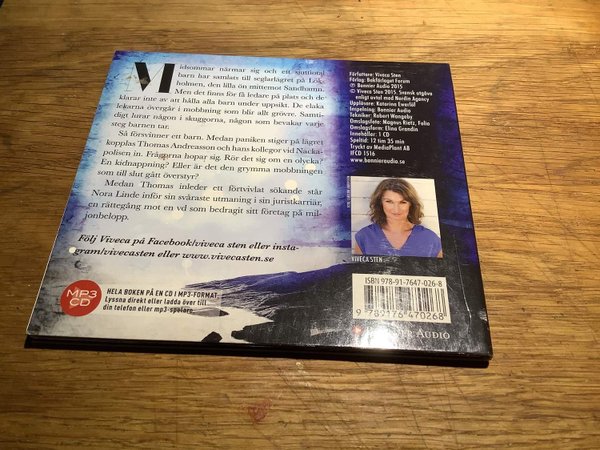 Midsommar närmar sig och ett sjuttiotal
barn har samlats till seglarlägret på Lök-
holmen, den lilla ön mittemot Sandhamn.
Men det finns för få ledare på plats och de
klarar inte av att hålla alla barn under uppsikt. De elaka
lekarna övergår i mobbning som blir allt grövre. Samti-
digt lurar någon i skuggorna, någon som bevakar varje
steg barnen tar.
Så försvinner ett barn. Medan paniken stiger på lägret
kopplas Thomas Andreasson och hans kollegor vid Nacka-
polisen in. Frågorna hopar sig. Rör det sig om en olycka?
En kidnappning? Eller är det den grymma mobbningen
som till slut gått överstyr?
Medan Thomas inleder ett förtvivlat sökande står
Nora Linde inför sin svåraste utmaning i sin juristkarriär,
en rättegång mot en vd som bedragit sitt företag på mil-
jonbelopp.
Följ Viveca på Facebook/viveca sten eller insta-
gram/vivecasten eller www.vivecasten.se
MP3
CD
HELA BOKEN PÅ EN CD I MP3-FORMAT.
Lyssna direkt eller ladda över till
din telefon eller mp3-spelare.
Författare: Viveca Sten
Förlag: Bokförlaget Forum
℗ Bonnier Audio 2015
© Viveca Sten 2015. Svensk utgåva
enligt avtal med Nordin Agency
Uppläsare: Katarina Ewerlöf
Inspelning: Bonnier Audio
Tekniker: Robert Wangeby
Omslagsfoto: Magnus Rietz, Folio
Omslagsform: Elina Grandin
Innehåller: 1 CD
Speltid: 12 tim 35 min
Tryckt av MediaPlant AB
IFCD 1516
www.bonnieraudio.se
VIVECA STEN
ISBN 978-91-7647-026-8
9 789176 470268
AUDIO